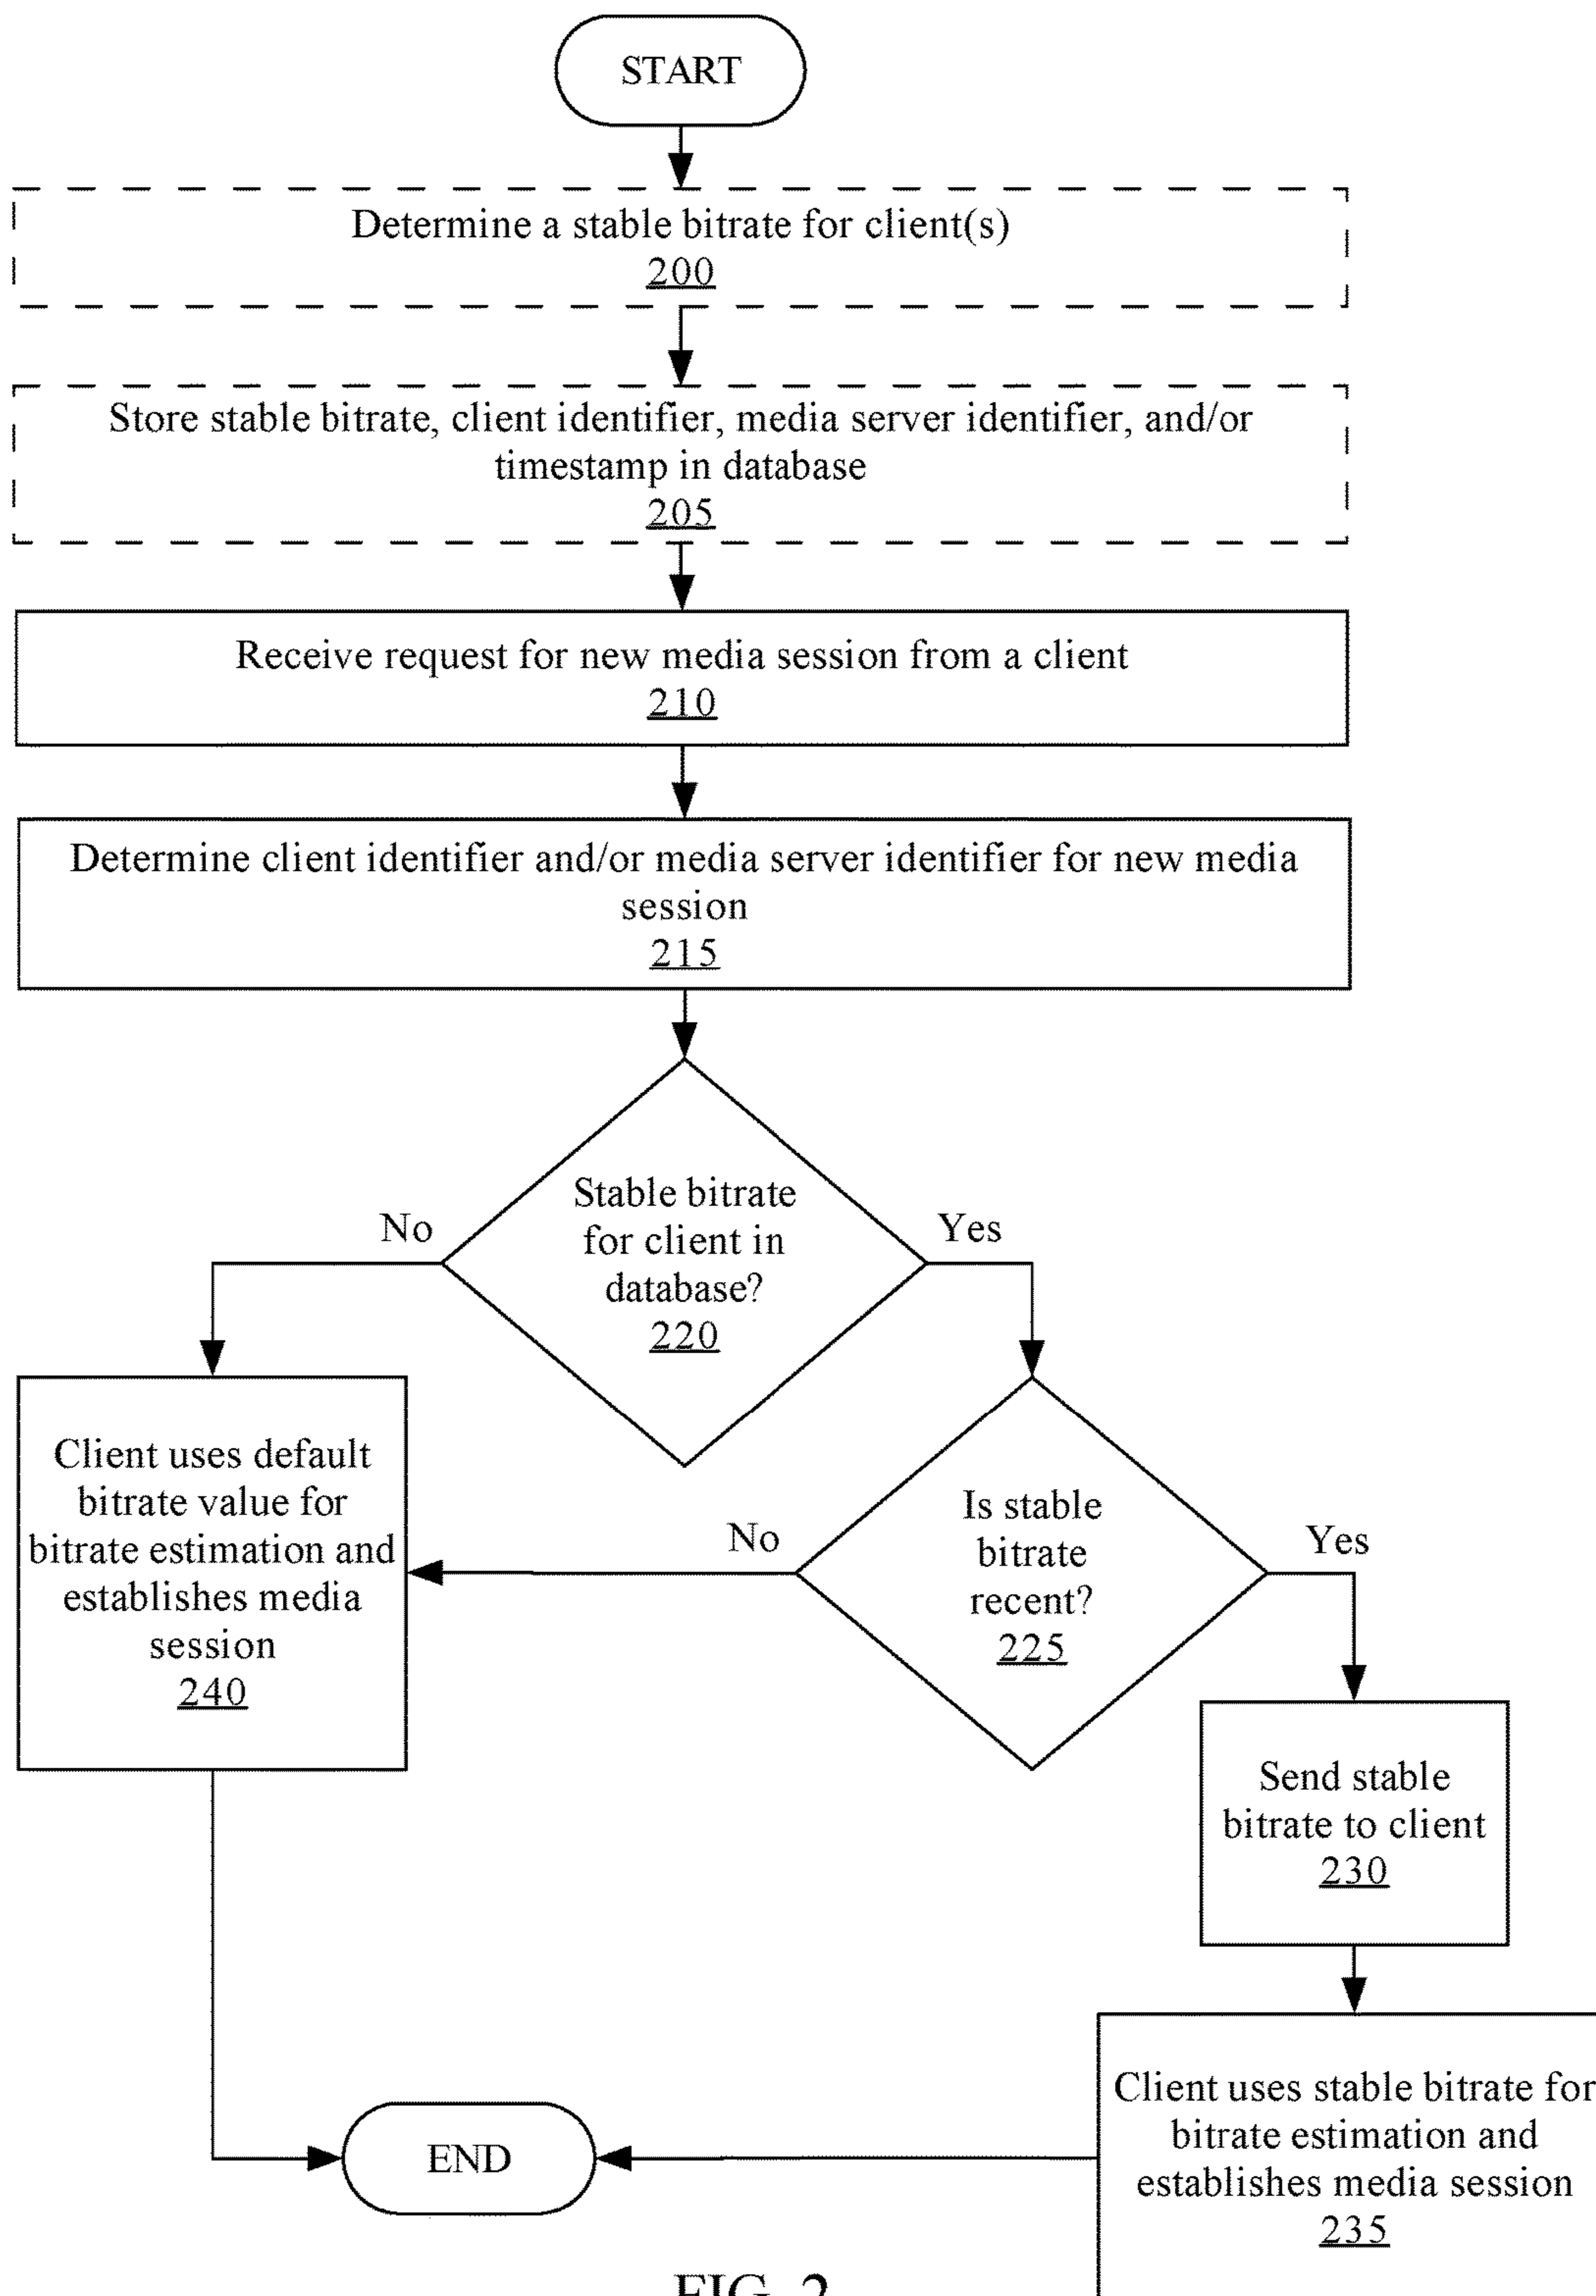 START
Determine a stable bitrate for client(s)
200
Store stable bitrate, client identifier, media server identifier, and/or
timestamp in database
205
Receive request for new media session from a client
210
Determine client identifier and/or media server identifier for new media
session
215
Stable bitrate
for client in
database?
220
No
Yes
Client uses default
bitrate value for
bitrate estimation and
establishes media
session
240
Is stable
bitrate
recent?
225
No
Yes
Send stable
bitrate to client
230
Client uses stable bitrate for
bitrate estimation and
establishes media session
235
END
FIG. 2